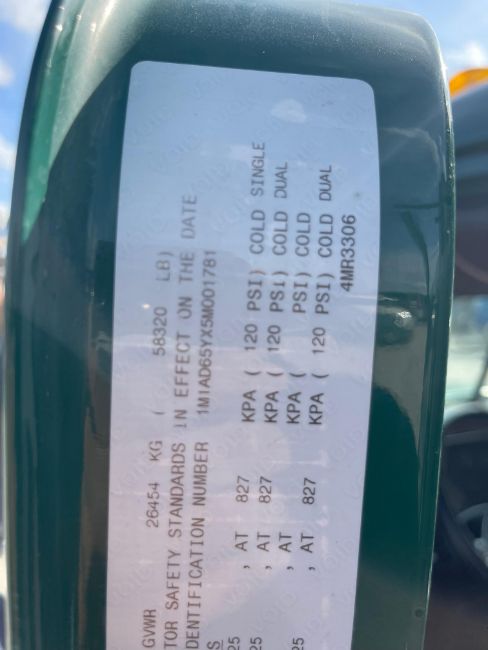 GVWR 26454 KG ( 58320 LB)
TOR SAFETY STANDARDS IN EFFECT ON THE DATE
DENTIFICATION NUMBER 1M1AD65YX5M001781
S
25 , AT 827 KPA ( 120 PSI) COLD SINGLE
25 , AT 827 KPA ( 120 PSI) COLD DUAL
, AT KPA ( PSI) COLD
25 , AT 827 KPA ( 120 PSI) COLD DUAL
4MR3306